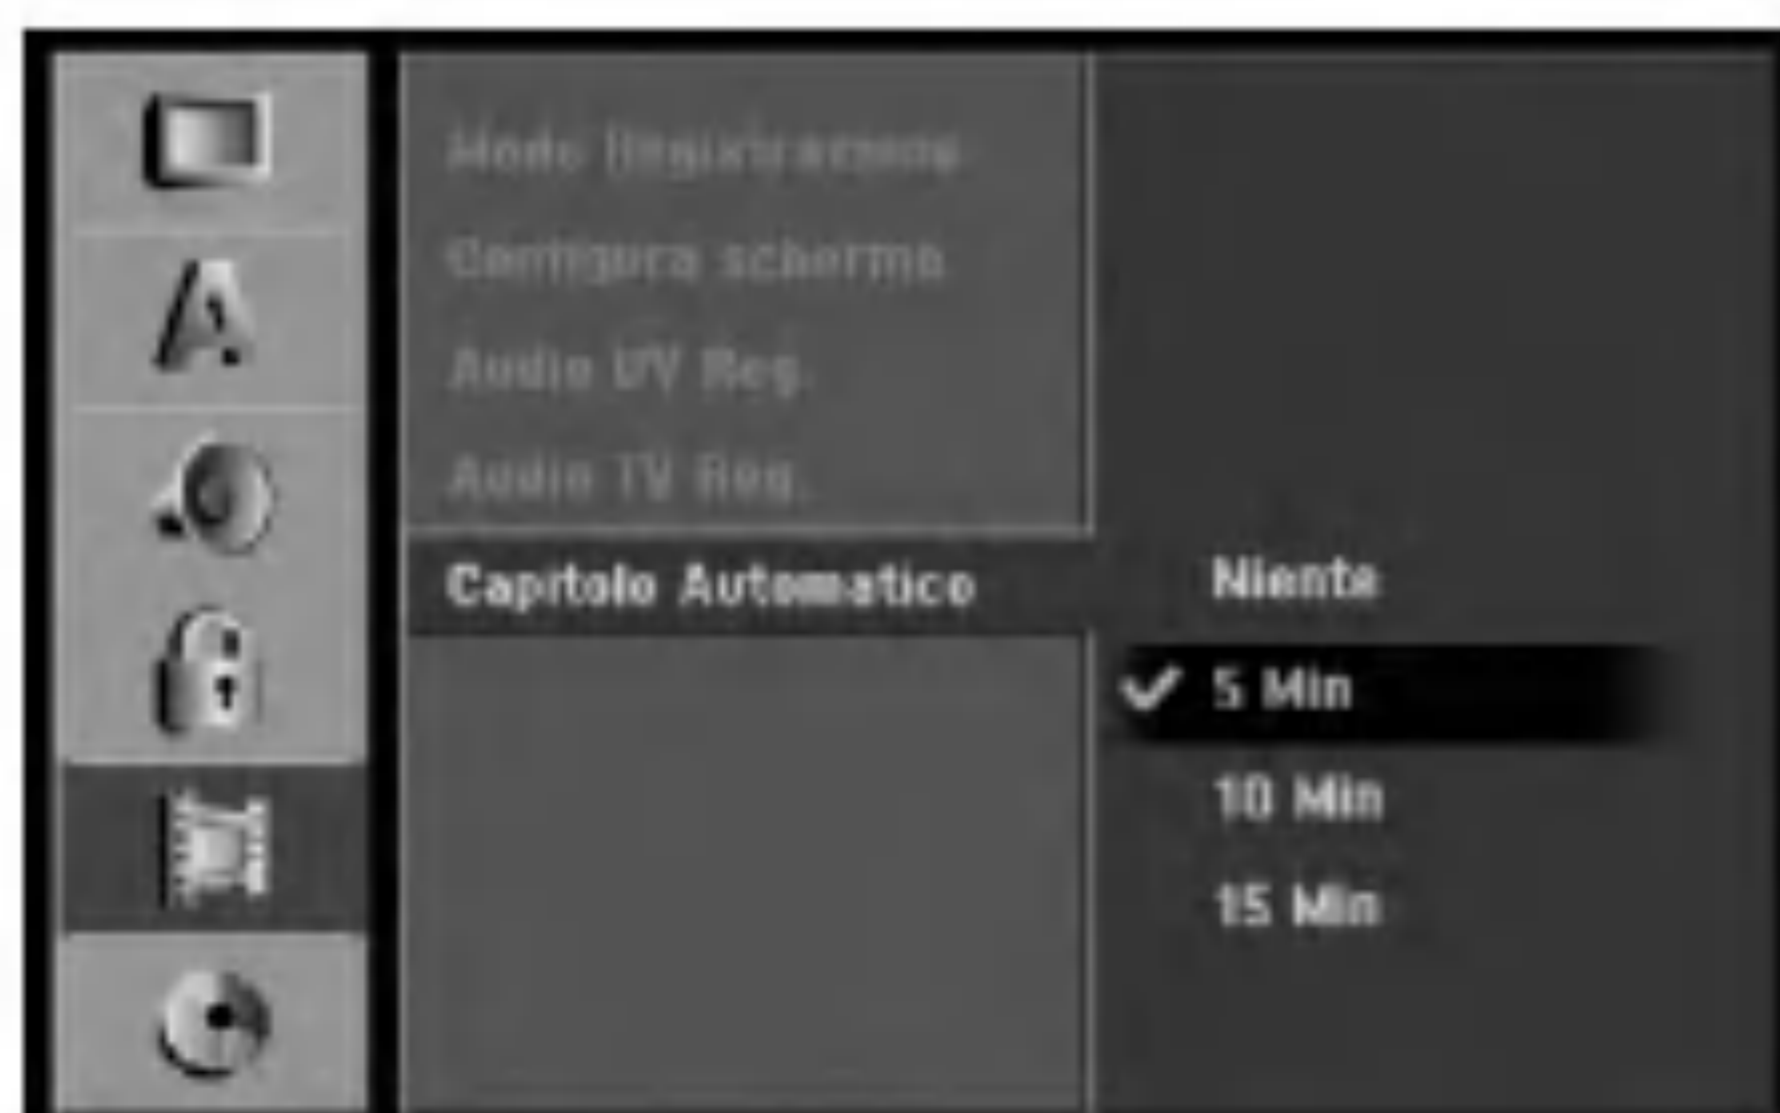 Modo Registrazione
Configura schermo
Audio DV Reg.
Audio TV Reg.
Capitolo Automatico
Niente
5 Min
10 Min
15 Min